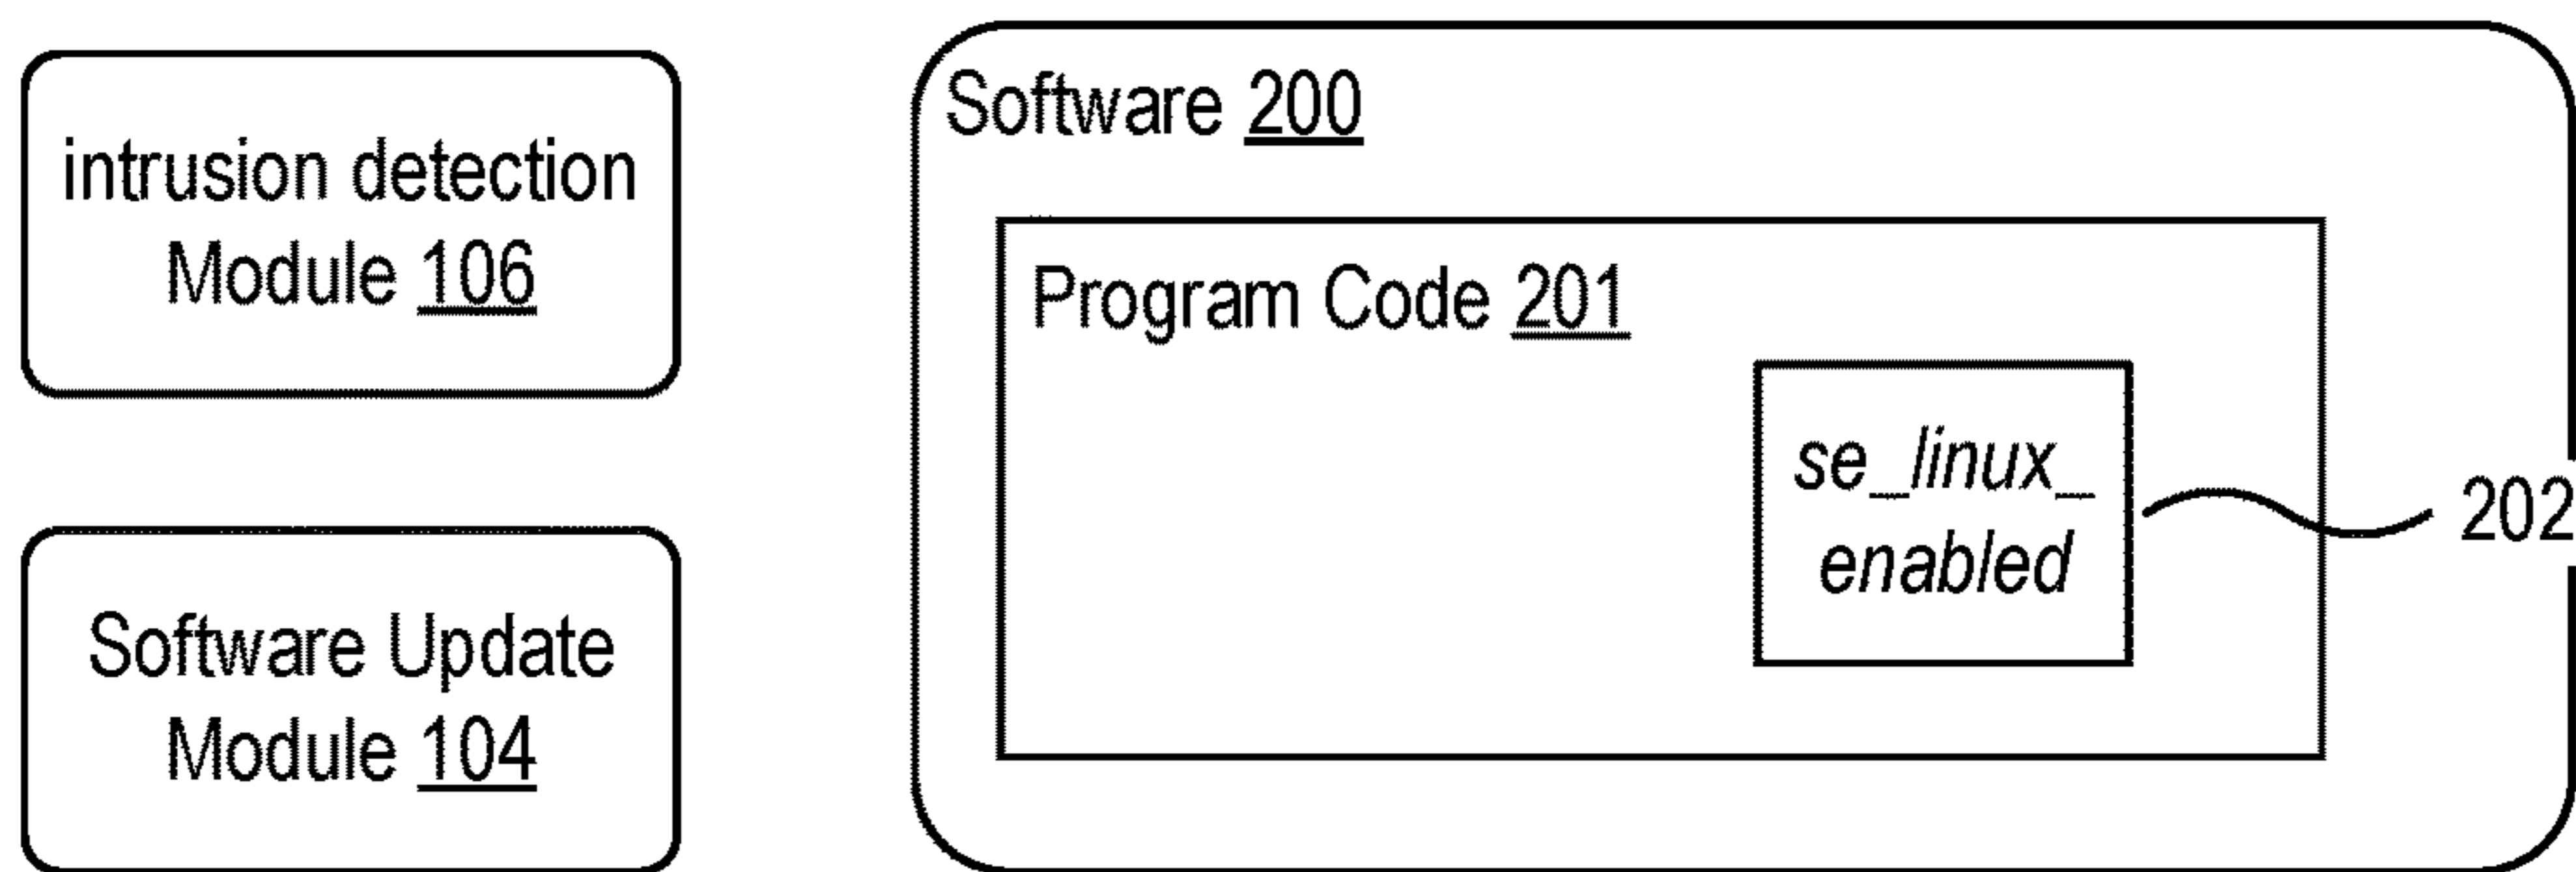 intrusion detection
Module 106
Software Update
Module 104
Software 200
Program Code 201
se_linux_
enabled
202